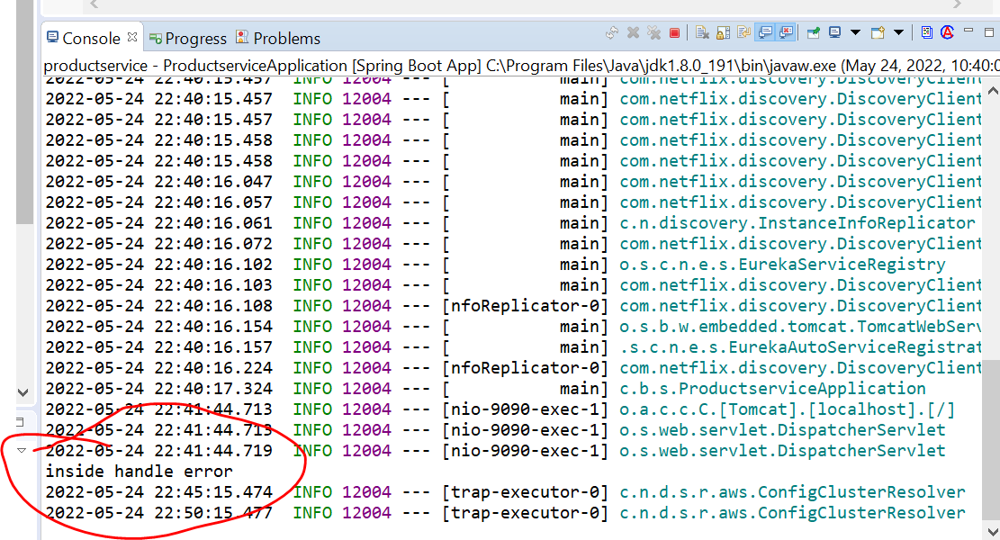 Console Progress Problems
productservice - ProductserviceApplication [Spring Boot App] C:\Program Files\Java\jdk1.8.0_191\bin\javaw.exe (May 24, 2022, 10:40:0
2022-05-24 22:40:15.457 INFO 12004 --- [ main] com.netflix.discovery.DiscoveryClient
2022-05-24 22:40:15.457 INFO 12004 --- [ main] com.netflix.discovery.DiscoveryClient
2022-05-24 22:40:15.457 INFO 12004 --- [ main] com.netflix.discovery.DiscoveryClient
2022-05-24 22:40:15.458 INFO 12004 --- [ main] com.netflix.discovery.DiscoveryClient
2022-05-24 22:40:15.458 INFO 12004 --- [ main] com.netflix.discovery.DiscoveryClient
2022-05-24 22:40:16.047 INFO 12004 --- [ main] com.netflix.discovery.DiscoveryClient
2022-05-24 22:40:16.057 INFO 12004 --- [ main] com.netflix.discovery.DiscoveryClient
2022-05-24 22:40:16.061 INFO 12004 --- [ main] c.n.discovery.InstanceInfoReplicator
2022-05-24 22:40:16.072 INFO 12004 --- [ main] com.netflix.discovery.DiscoveryClient
2022-05-24 22:40:16.102 INFO 12004 --- [ main] o.s.c.n.e.s.EurekaServiceRegistry
2022-05-24 22:40:16.103 INFO 12004 --- [ main] com.netflix.discovery.DiscoveryClient
2022-05-24 22:40:16.108 INFO 12004 --- [nfoReplicator-0] com.netflix.discovery.DiscoveryClient
2022-05-24 22:40:16.154 INFO 12004 --- [ main] o.s.b.w.embedded.tomcat.TomcatWebServ
2022-05-24 22:40:16.157 INFO 12004 --- [ main] .s.c.n.e.s.EurekaAutoServiceRegistrat
2022-05-24 22:40:16.224 INFO 12004 --- [nfoReplicator-0] com.netflix.discovery.DiscoveryClient
2022-05-24 22:40:17.324 INFO 12004 --- [ main] c.b.s.ProductserviceApplication
2022-05-24 22:41:44.713 INFO 12004 --- [nio-9090-exec-1] o.a.c.c.C.[Tomcat].[localhost].[/]
2022-05-24 22:41:44.713 INFO 12004 --- [nio-9090-exec-1] o.s.web.servlet.DispatcherServlet
2022-05-24 22:41:44.719 INFO 12004 --- [nio-9090-exec-1] o.s.web.servlet.DispatcherServlet
inside handle error
2022-05-24 22:45:15.474 INFO 12004 --- [trap-executor-0] c.n.d.s.r.aws.ConfigClusterResolver
2022-05-24 22:50:15.477 INFO 12004 --- [trap-executor-0] c.n.d.s.r.aws.ConfigClusterResolver